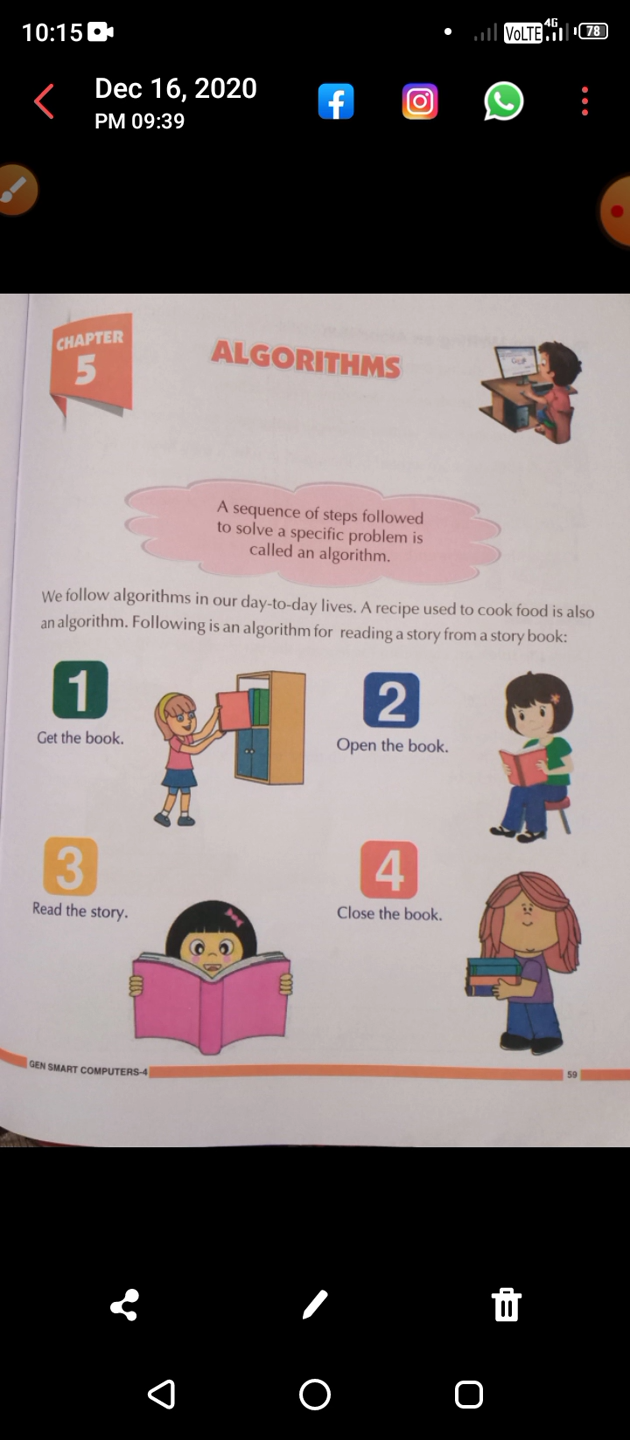 10:15
VoLTE 4G 78
Dec 16, 2020
PM 09:39
CHAPTER
5
ALGORITHMS
A sequence of steps followed
to solve a specific problem is
called an algorithm.
We follow algorithms in our day-to-day lives. A recipe used to cook food is also
an algorithm. Following is an algorithm for reading a story from a story book:
1
Get the book.
2
Open the book.
3
Read the story.
4
Close the book.
GEN SMART COMPUTERS-4
59